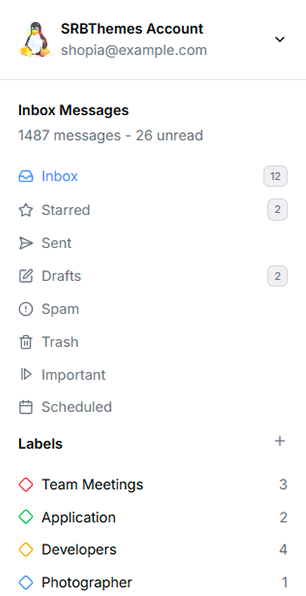 SRBThemes Account
shopia@example.com
Inbox Messages
1487 messages - 26 unread
Inbox 12
Starred 2
Sent
Drafts 2
Spam
Trash
Important
Scheduled
Labels
Team Meetings 3
Application 2
Developers 4
Photographer 1